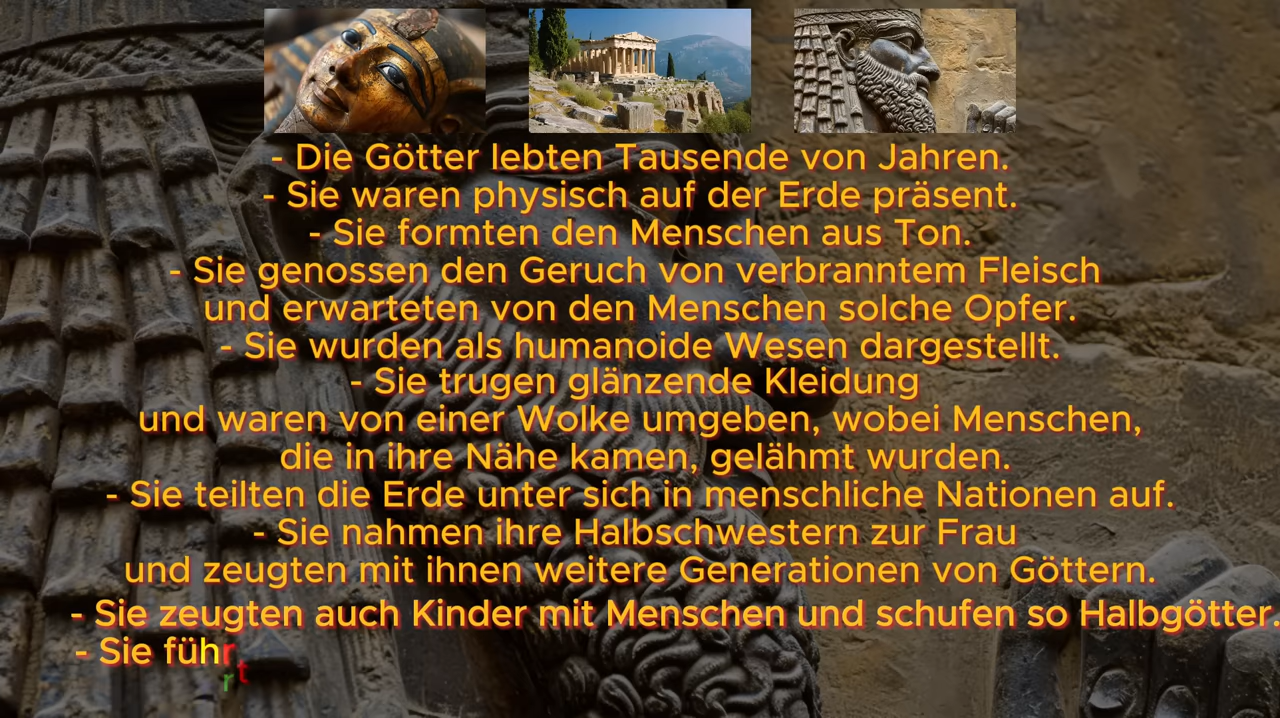 - Die Götter lebten Tausende von Jahren.
- Sie waren physisch auf der Erde präsent.
- Sie formten den Menschen aus Ton.
- Sie genossen den Geruch von verbranntem Fleisch
und erwarteten von den Menschen solche Opfer.
- Sie wurden als humanoide Wesen dargestellt.
- Sie trugen glänzende Kleidung
und waren von einer Wolke umgeben, wobei Menschen,
die in ihre Nähe kamen, gelähmt wurden.
- Sie teilten die Erde unter sich in menschliche Nationen auf.
- Sie nahmen ihre Halbschwestern zur Frau
und zeugten mit ihnen weitere Generationen von Göttern.
- Sie zeugten auch Kinder mit Menschen und schufen so Halbgötter.
- Sie führ